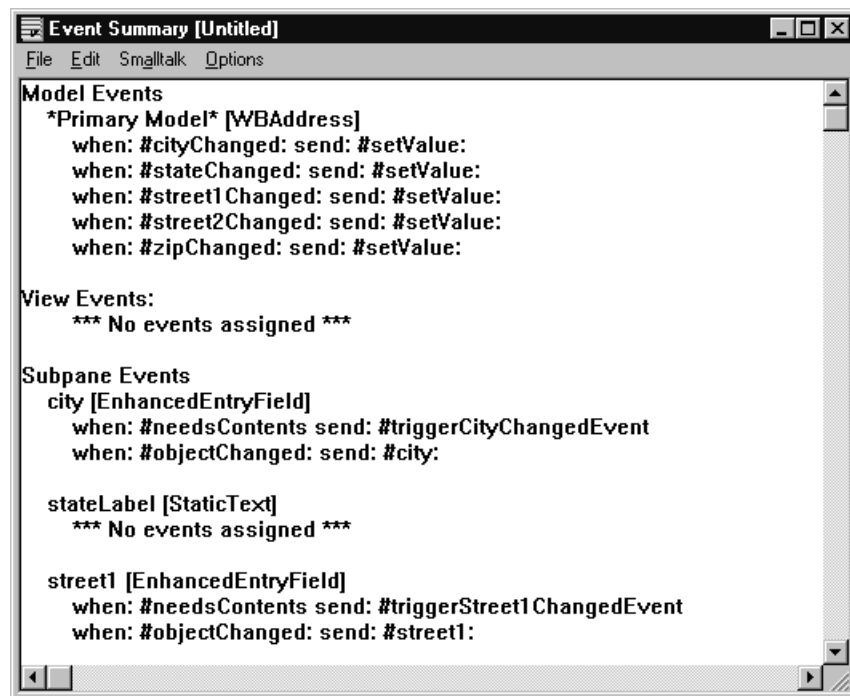 Event Summary [Untitled]
File Edit Smalltalk Options
Model Events
*Primary Model* [WBAddress]
when: #cityChanged: send: #setValue:
when: #stateChanged: send: #setValue:
when: #street1Changed: send: #setValue:
when: #street2Changed: send: #setValue:
when: #zipChanged: send: #setValue:
View Events:
*** No events assigned ***
Subpane Events
city [EnhancedEntryField]
when: #needsContents send: #triggerCityChangedEvent
when: #objectChanged: send: #city:
stateLabel [StaticText]
*** No events assigned ***
street1 [EnhancedEntryField]
when: #needsContents send: #triggerStreet1ChangedEvent
when: #objectChanged: send: #street1: